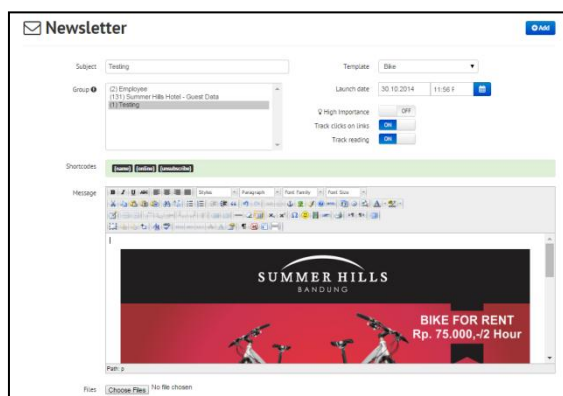 Newsletter
Add
Subject
Testing
Template
Bike
Group
(2) Employee
(131) Summer Hills Hotel - Guest Data
(1) Testing
Launch date
30.10.2014
11:56 F
High Importance
OFF
Track clicks on links
ON
Track reading
ON
Shortcodes
[name] [online] [unsubscribe]
Message
B I U ABC
Styles
Paragraph
Font Family
Font Size
SUMMER HILLS
BANDUNG
BIKE FOR RENT
Rp. 75.000,-/2 Hour
Path: p
Files
Choose Files No file chosen